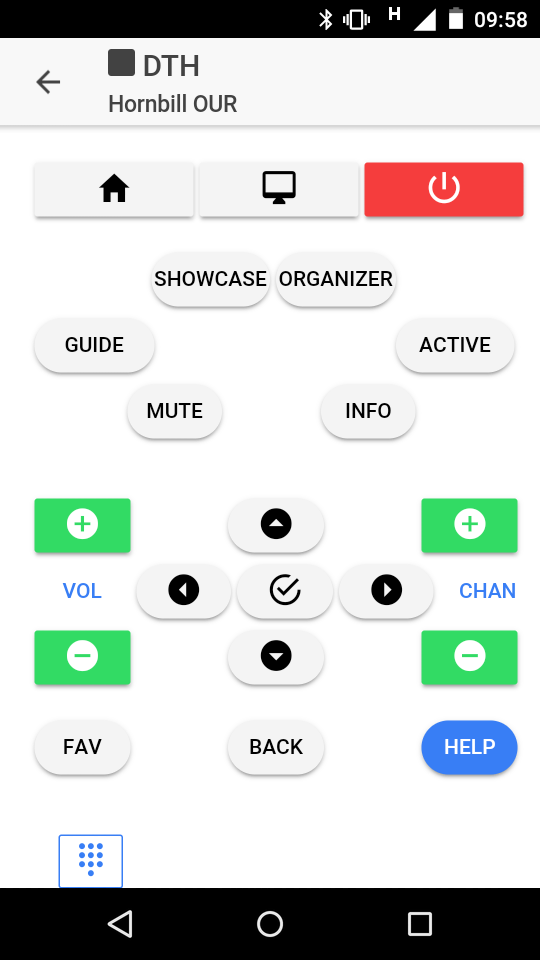 H 09:58
DTH
Hornbill OUR
SHOWCASE ORGANIZER
GUIDE ACTIVE
MUTE INFO
VOL CHAN
FAV BACK HELP